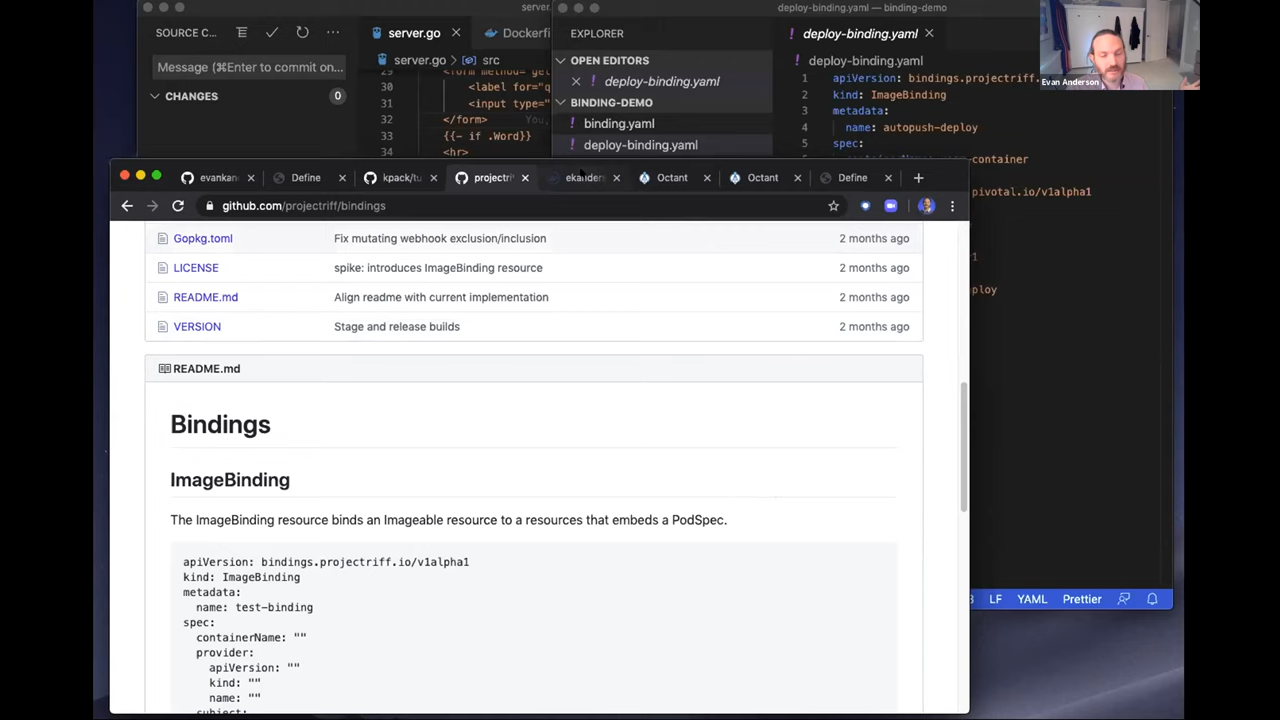 server.
deploy-binding.yaml — binding-demo
SOURCE C...
server.go
Dockerfi
EXPLORER
deploy-binding.yaml
server.go
src
OPEN EDITORS
deploy-binding.yaml
Message (⌘Enter to commit on...
deploy-binding.yaml
1 apiVersion: bindings.projectriff.
Evan Anderson
30 <label for="q
BINDING-DEMO
2 kind: ImageBinding
CHANGES 0
31 <input type="
3 metadata:
32 </form>
binding.yaml
4 name: autopush-deploy
33 {{- if .Word}}
deploy-binding.yaml
5 spec:
34 <hr>
-container
pivotal.io/v1alpha1
ploy
evankan
Define
kpack/tu
projectri
ekanders
Octant
Octant
Define
github.com/projectriff/bindings
Gopkg.toml Fix mutating webhook exclusion/inclusion 2 months ago
LICENSE spike: introduces ImageBinding resource 2 months ago
README.md Align readme with current implementation 2 months ago
VERSION Stage and release builds 2 months ago
README.md
Bindings
ImageBinding
The ImageBinding resource binds an Imageable resource to a resources that embeds a PodSpec.
apiVersion: bindings.projectriff.io/v1alpha1
kind: ImageBinding
metadata:
name: test-binding
spec:
containerName: ""
provider:
apiVersion: ""
kind: ""
name: ""
subject:
LF YAML Prettier